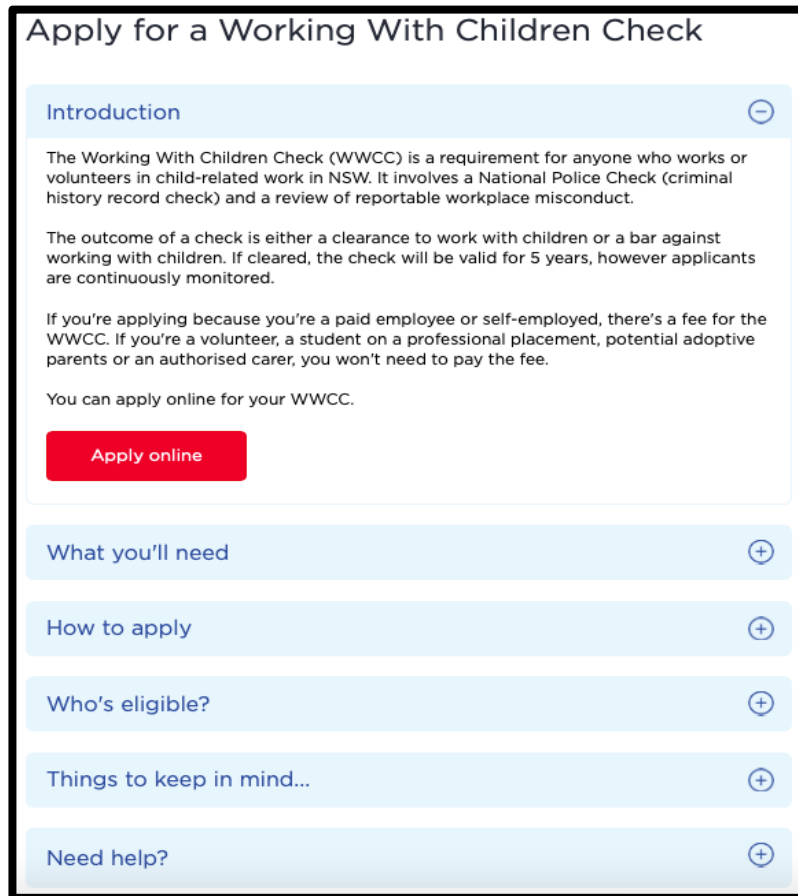 Apply for a Working With Children Check
Introduction
The Working With Children Check (WWCC) is a requirement for anyone who works or
volunteers in child-related work in NSW. It involves a National Police Check (criminal
history record check) and a review of reportable workplace misconduct.
The outcome of a check is either a clearance to work with children or a bar against
working with children. If cleared, the check will be valid for 5 years, however applicants
are continuously monitored.
If you're applying because you're a paid employee or self-employed, there's a fee for the
WWCC. If you're a volunteer, a student on a professional placement, potential adoptive
parents or an authorised carer, you won't need to pay the fee.
You can apply online for your WWCC.
Apply online
What you'll need
How to apply
Who's eligible?
Things to keep in mind...
Need help?